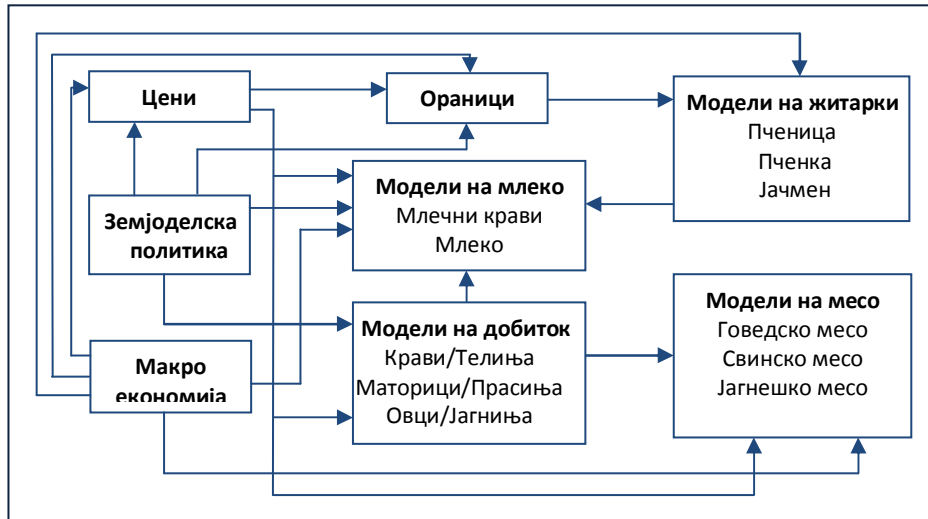 Цени
Ораници
Модели на житарки
Пченица
Пченка
Јачмен
Модели на млеко
Млечни крави
Млеко
Земјоделска
политика
Модели на добиток
Крави/Телиња
Маторици/Прасиња
Овци/Јагниња
Модели на месо
Говедско месо
Свинско месо
Јагнешко месо
Макро
економија